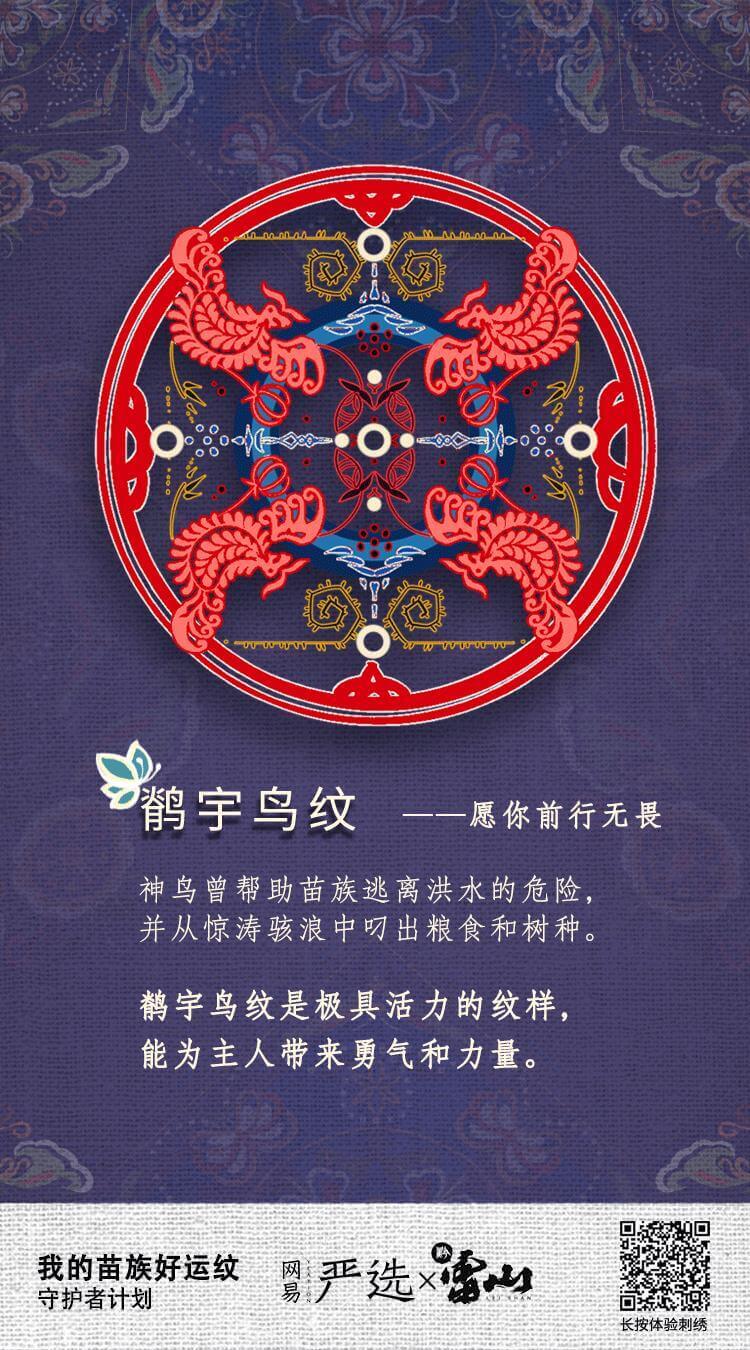 鹡宇鸟纹 ——愿你前行无畏
神鸟曾帮助苗族逃离洪水的危险，
并从惊涛骇浪中叼出粮食和树种。
鹡宇鸟纹是极具活力的纹样，
能为主人带来勇气和力量。
我的苗族好运纹
守护者计划
网易严选×黔雷山
LEI SHAN
长按体验刺绣